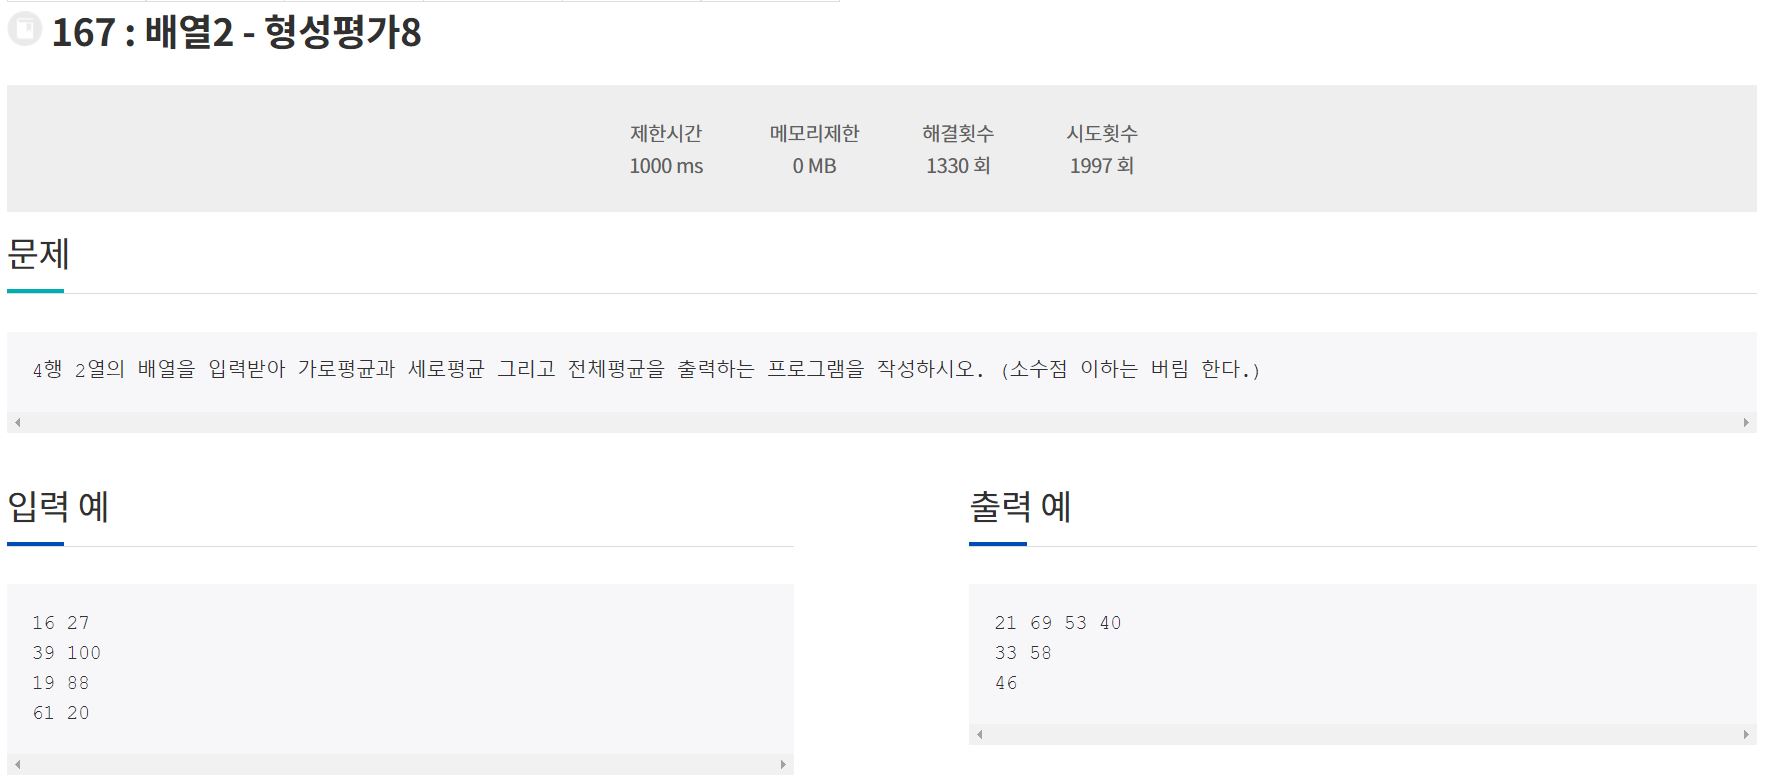 167 : 배열2 - 형성평가8
제한시간 메모리제한 해결횟수 시도횟수
1000 ms 0 MB 1330 회 1997 회
문제
4행 2열의 배열을 입력받아 가로평균과 세로평균 그리고 전체평균을 출력하는 프로그램을 작성하시오. (소수점 이하는 버림 한다.)
입력 예
16 27
39 100
19 88
61 20
출력 예
21 69 53 40
33 58
46